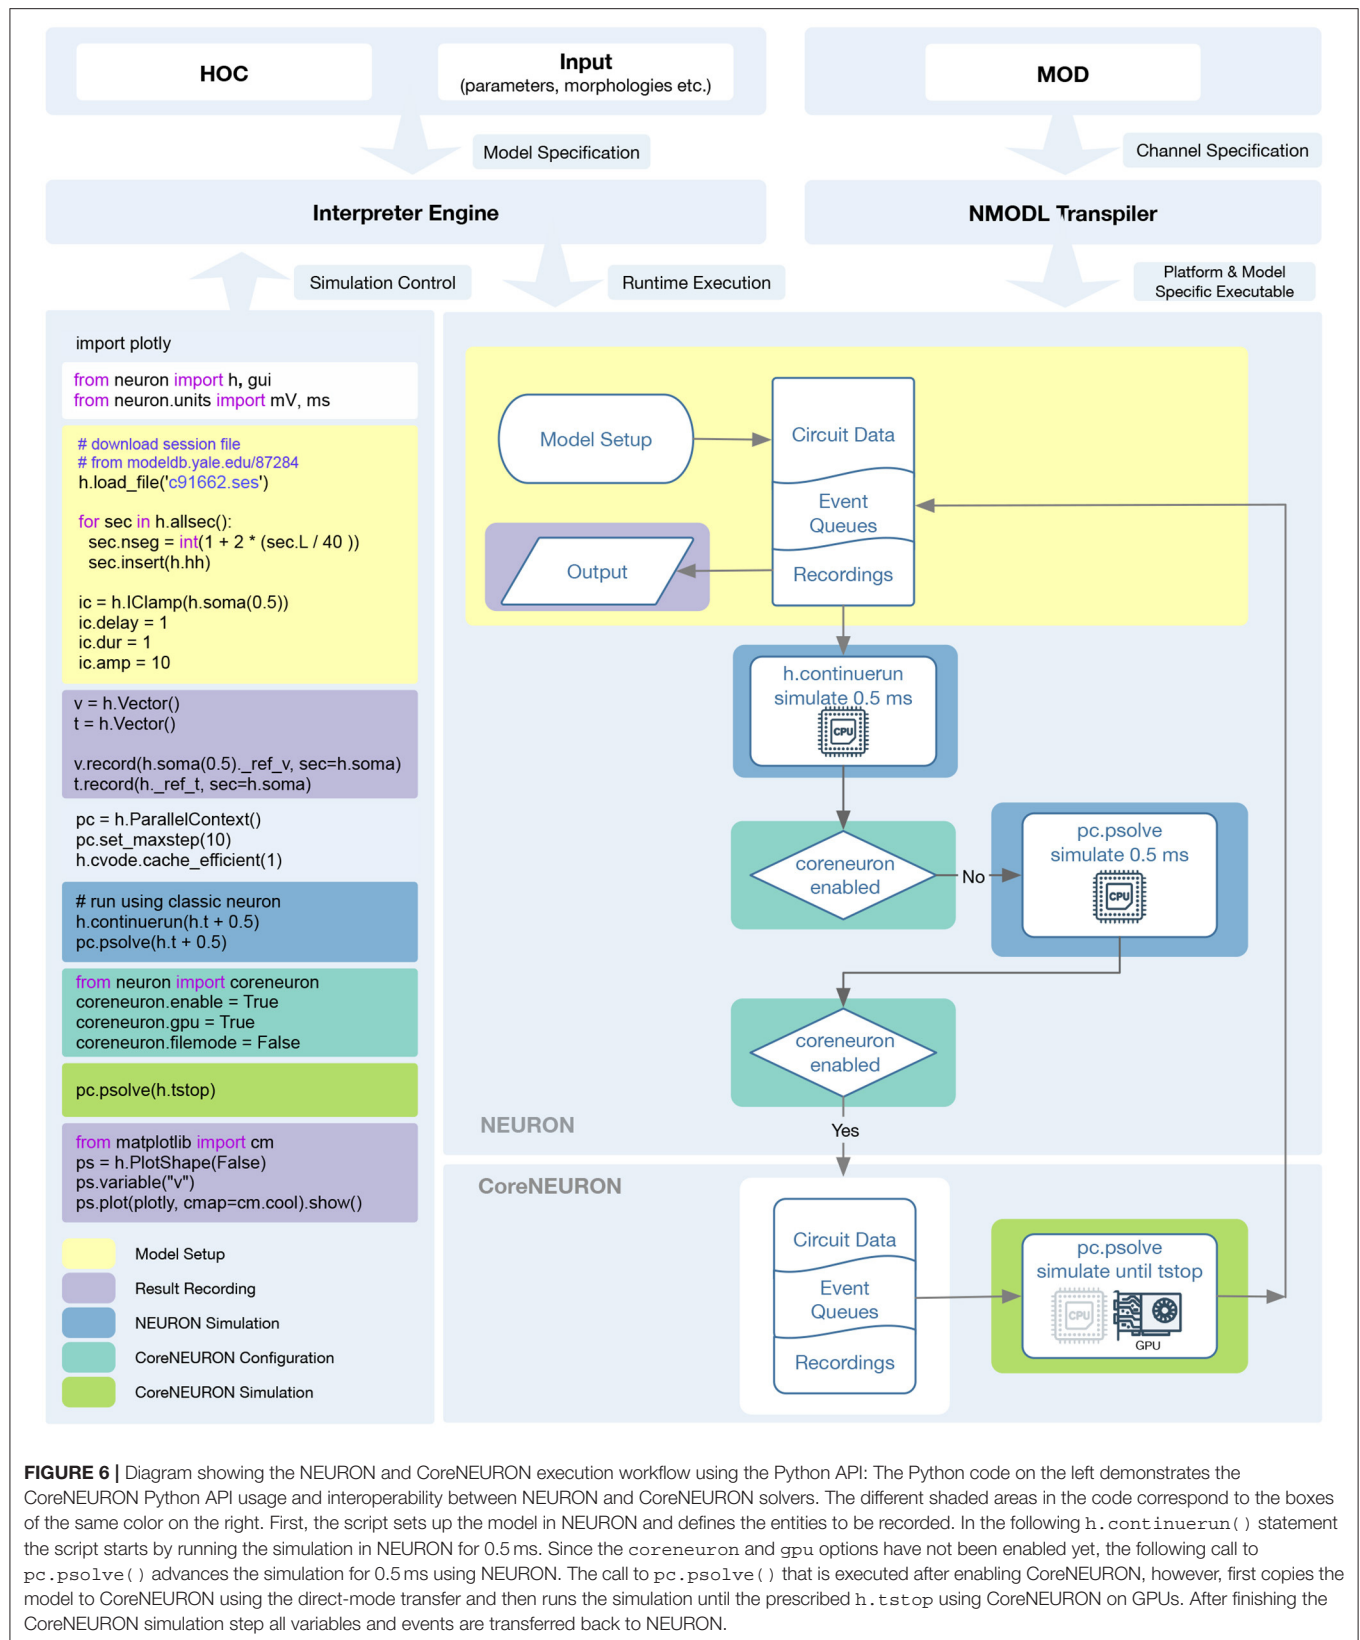 HOC
Input
(parameters, morphologies etc.)
MOD
Model Specification
Channel Specification
Interpreter Engine
NMODL Transpiler
Simulation Control
Runtime Execution
Platform & Model
Specific Executable
import plotly
from neuron import h, gui
from neuron.units import mV, ms
# download session file
# from modeldb.yale.edu/87284
h.load_file('c91662.ses')
for sec in h.allsec():
sec.nseg = int(1 + 2 * (sec.L / 40 ))
sec.insert(h.hh)
ic = h.IClamp(h.soma(0.5))
ic.delay = 1
ic.dur = 1
ic.amp = 10
v = h.Vector()
t = h.Vector()
v.record(h.soma(0.5)._ref_v, sec=h.soma)
t.record(h._ref_t, sec=h.soma)
pc = h.ParallelContext()
pc.set_maxstep(10)
h.cvode.cache_efficient(1)
# run using classic neuron
h.continuerun(h.t + 0.5)
pc.psolve(h.t + 0.5)
from neuron import coreneuron
coreneuron.enable = True
coreneuron.gpu = True
coreneuron.filemode = False
pc.psolve(h.tstop)
from matplotlib import cm
ps = h.PlotShape(False)
ps.variable("v")
ps.plot(plotly, cmap=cm.cool).show()
Model Setup
Result Recording
NEURON Simulation
CoreNEURON Configuration
CoreNEURON Simulation
Model Setup
Circuit Data
Event
Queues
Recordings
Output
h.continuerun
simulate 0.5 ms
CPU
coreneuron
enabled
No
pc.psolve
simulate 0.5 ms
CPU
coreneuron
enabled
NEURON
Yes
CoreNEURON
Circuit Data
Event
Queues
Recordings
pc.psolve
simulate until tstop
CPU
GPU
FIGURE 6 | Diagram showing the NEURON and CoreNEURON execution workflow using the Python API: The Python code on the left demonstrates the
CoreNEURON Python API usage and interoperability between NEURON and CoreNEURON solvers. The different shaded areas in the code correspond to the boxes
of the same color on the right. First, the script sets up the model in NEURON and defines the entities to be recorded. In the following h.continuerun() statement
the script starts by running the simulation in NEURON for 0.5 ms. Since the coreneuron and gpu options have not been enabled yet, the following call to
pc.psolve() advances the simulation for 0.5 ms using NEURON. The call to pc.psolve() that is executed after enabling CoreNEURON, however, first copies the
model to CoreNEURON using the direct-mode transfer and then runs the simulation until the prescribed h.tstop using CoreNEURON on GPUs. After finishing the
CoreNEURON simulation step all variables and events are transferred back to NEURON.